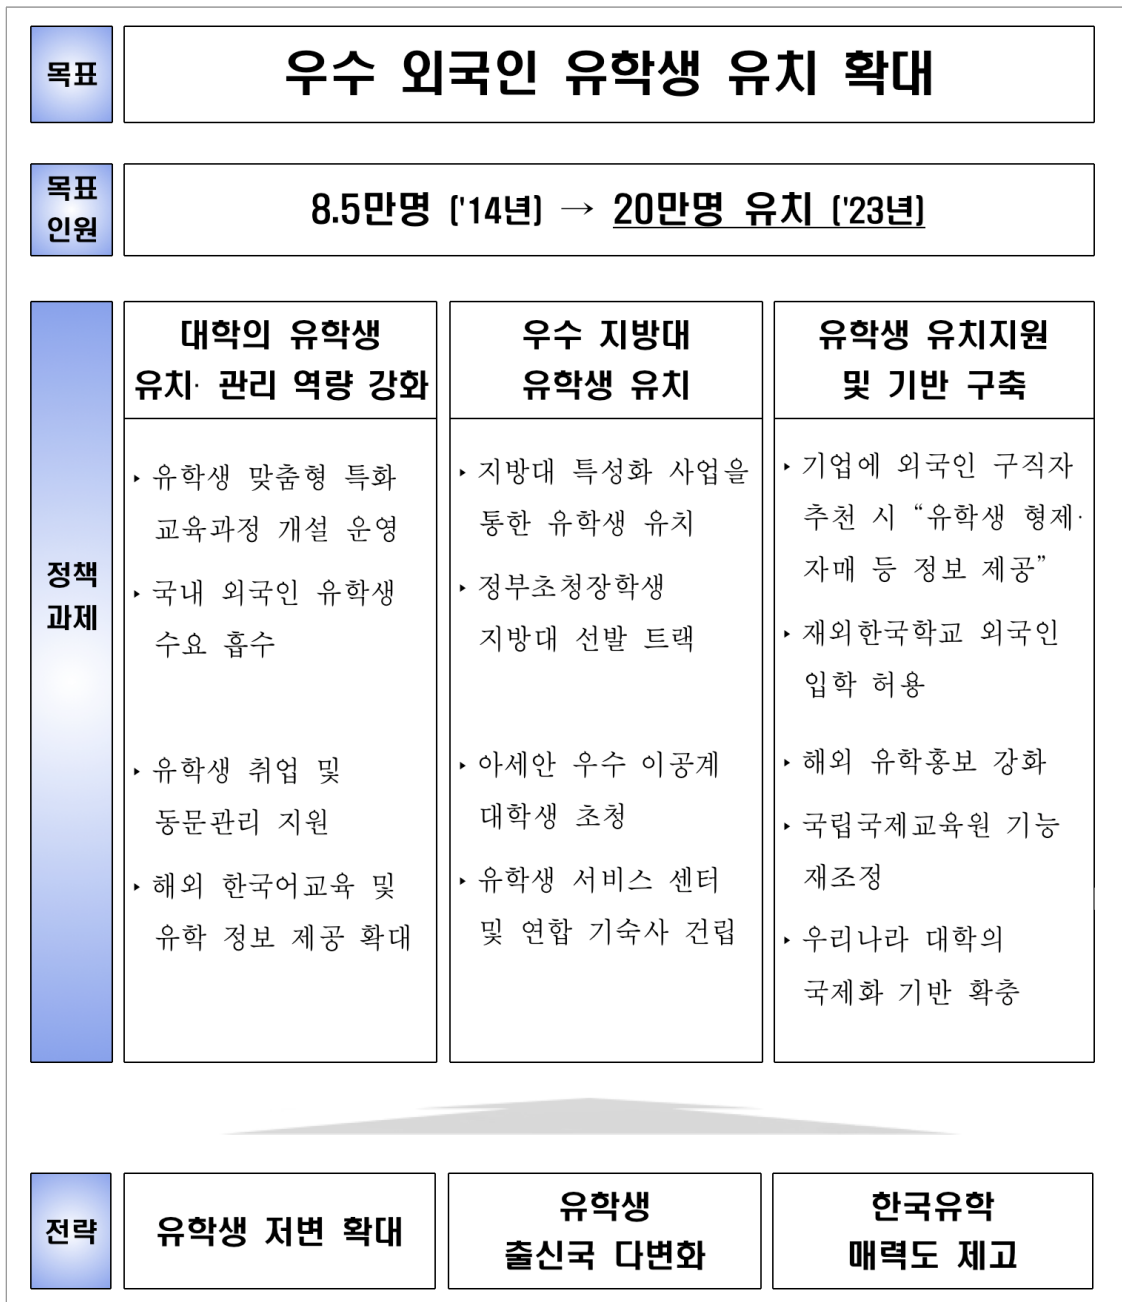 목표
우수 외국인 유학생 유치 확대
목표
인원
8.5만명 ('14년) → 20만명 유치 ('23년)
정책
과제
대학의 유학생
유치· 관리 역량 강화
‣ 유학생 맞춤형 특화
교육과정 개설 운영
‣ 국내 외국인 유학생
수요 흡수
‣ 유학생 취업 및
동문관리 지원
‣ 해외 한국어교육 및
유학 정보 제공 확대
우수 지방대
유학생 유치
‣ 지방대 특성화 사업을
통한 유학생 유치
‣ 정부초청장학생
지방대 선발 트랙
‣ 아세안 우수 이공계
대학생 초청
‣ 유학생 서비스 센터
및 연합 기숙사 건립
유학생 유치지원
및 기반 구축
‣ 기업에 외국인 구직자
추천 시 “유학생 형제·
자매 등 정보 제공”
‣ 재외한국학교 외국인
입학 허용
‣ 해외 유학홍보 강화
‣ 국립국제교육원 기능
재조정
‣ 우리나라 대학의
국제화 기반 확충
전략
유학생 저변 확대
유학생
출신국 다변화
한국유학
매력도 제고